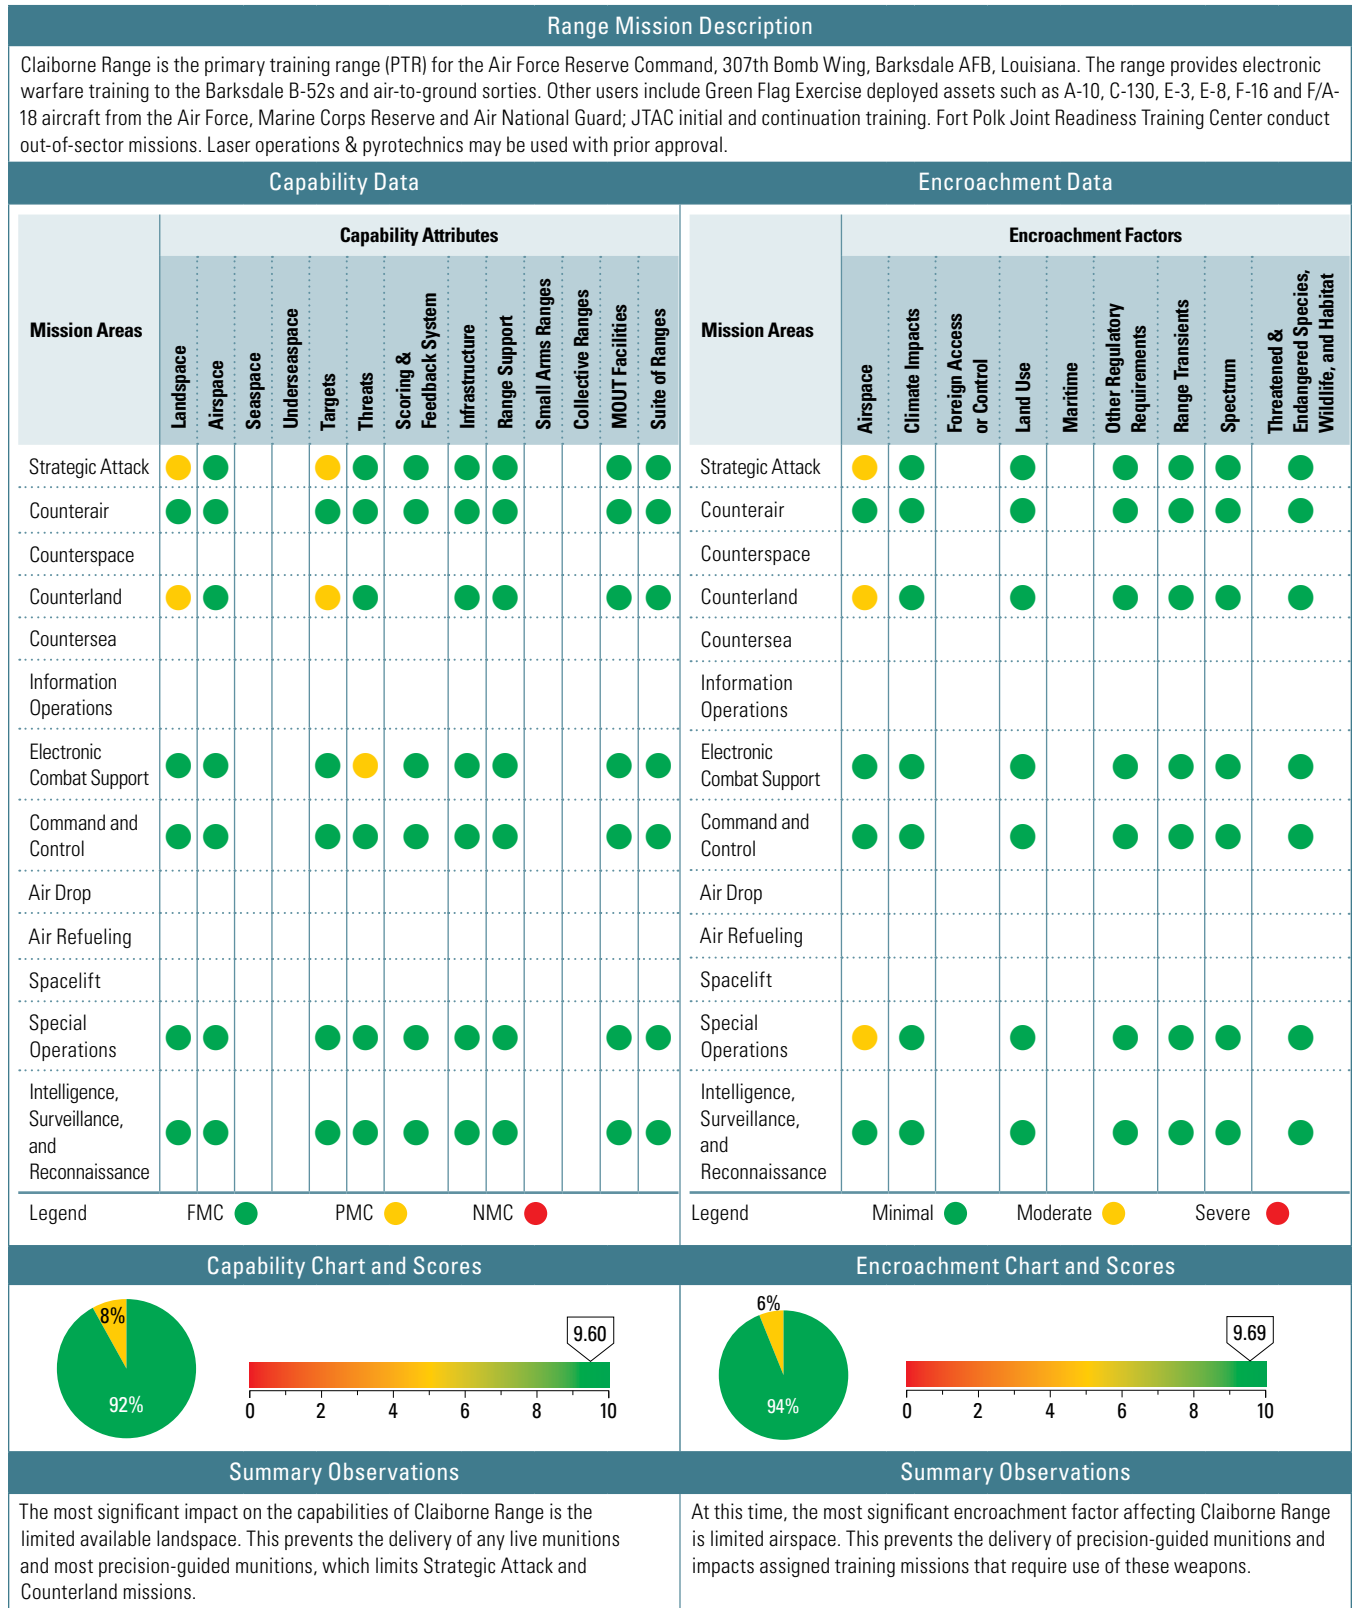 Range Mission Description
Claiborne Range is the primary training range (PTR) for the Air Force Reserve Command, 307th Bomb Wing, Barksdale AFB, Louisiana. The range provides electronic
warfare training to the Barksdale B-52s and air-to-ground sorties. Other users include Green Flag Exercise deployed assets such as A-10, C-130, E-3, E-8, F-16 and F/A-
18 aircraft from the Air Force, Marine Corps Reserve and Air National Guard; JTAC initial and continuation training. Fort Polk Joint Readiness Training Center conduct
out-of-sector missions. Laser operations & pyrotechnics may be used with prior approval.
Capability Data
Mission Areas
Capability Attributes
Landspace
Airspace
Seaspace
Underseaspace
Targets
Threats
Scoring &
Feedback System
Infrastructure
Range Support
Small Arms Ranges
Collective Ranges
MOUT Facilities
Suite of Ranges
Strategic Attack
Counterair
Counterspace
Counterland
Countersea
Information
Operations
Electronic
Combat Support
Command and
Control
Air Drop
Air Refueling
Spacelift
Special
Operations
Intelligence,
Surveillance,
and
Reconnaissance
Legend FMC PMC NMC
Encroachment Data
Mission Areas
Encroachment Factors
Airspace
Climate Impacts
Foreign Access
or Control
Land Use
Maritime
Other Regulatory
Requirements
Range Transients
Spectrum
Threatened &
Endangered Species,
Wildlife, and Habitat
Strategic Attack
Counterair
Counterspace
Counterland
Countersea
Information
Operations
Electronic
Combat Support
Command and
Control
Air Drop
Air Refueling
Spacelift
Special
Operations
Intelligence,
Surveillance,
and
Reconnaissance
Legend Minimal Moderate Severe
Capability Chart and Scores
8%
92%
9.60
0 2 4 6 8 10
Encroachment Chart and Scores
6%
94%
9.69
0 2 4 6 8 10
Summary Observations
The most significant impact on the capabilities of Claiborne Range is the
limited available landspace. This prevents the delivery of any live munitions
and most precision-guided munitions, which limits Strategic Attack and
Counterland missions.
Summary Observations
At this time, the most significant encroachment factor affecting Claiborne Range
is limited airspace. This prevents the delivery of precision-guided munitions and
impacts assigned training missions that require use of these weapons.